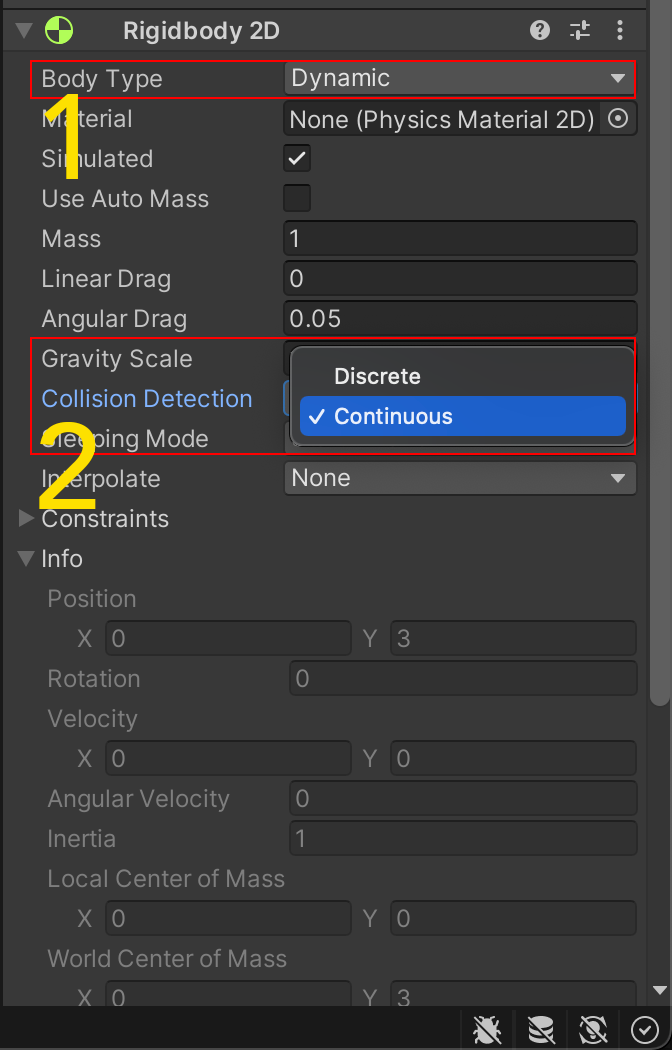 Rigidbody 2D
Body Type Dynamic
1
Material None (Physics Material 2D)
Simulated
Use Auto Mass
Mass 1
Linear Drag 0
Angular Drag 0.05
Gravity Scale
Discrete
Collision Detection
Continuous
Sleeping Mode
2
Interpolate None
Constraints
Info
Position
X 0 Y 3
Rotation 0
Velocity
X 0 Y 0
Angular Velocity 0
Inertia 1
Local Center of Mass
X 0 Y 0
World Center of Mass
X 0 Y 3